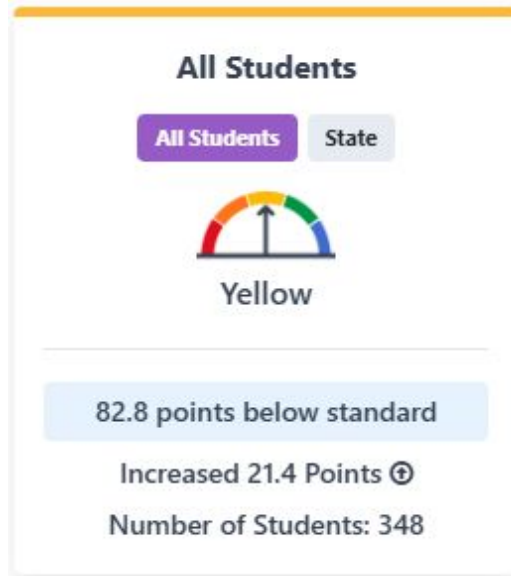 All Students
All Students State
Yellow
82.8 points below standard
Increased 21.4 Points
Number of Students: 348